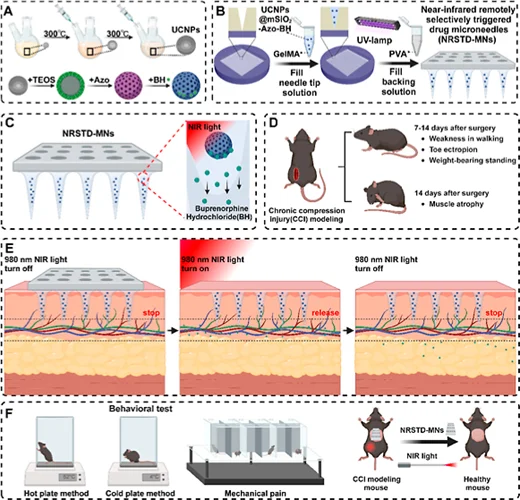 A
300°C
300°C
UCNPs
+TEOS
+Azo
+BH
B
UCNPs
@mSiO₂
-Azo-BH
GelMA⁺
Fill
needle tip
solution
UV-lamp
PVA⁺
Fill
backing
solution
Near-infrared remotely
selectively triggered
drug microneedles
(NRSTD-MNs)
C
NRSTD-MNs
NIR light
Buprenorphine
Hydrochloride(BH)
D
Chronic compression
injury(CCI) modeling
7-14 days after surgery
• Weakness in walking
• Toe ectropion
• Weight-bearing standing
14 days after surgery
• Muscle atrophy
E
980 nm NIR light
turn off
stop
980 nm NIR light
turn on
release
980 nm NIR light
turn off
stop
F
Behavioral test
Hot plate method
Cold plate method
Mechanical pain
CCI modeling
mouse
NRSTD-MNs
NIR light
Healthy
mouse